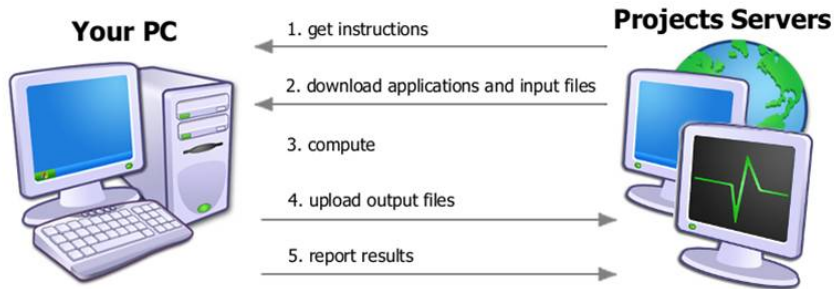 Your PC
Projects Servers
1. get instructions
2. download applications and input files
3. compute
4. upload output files
5. report results